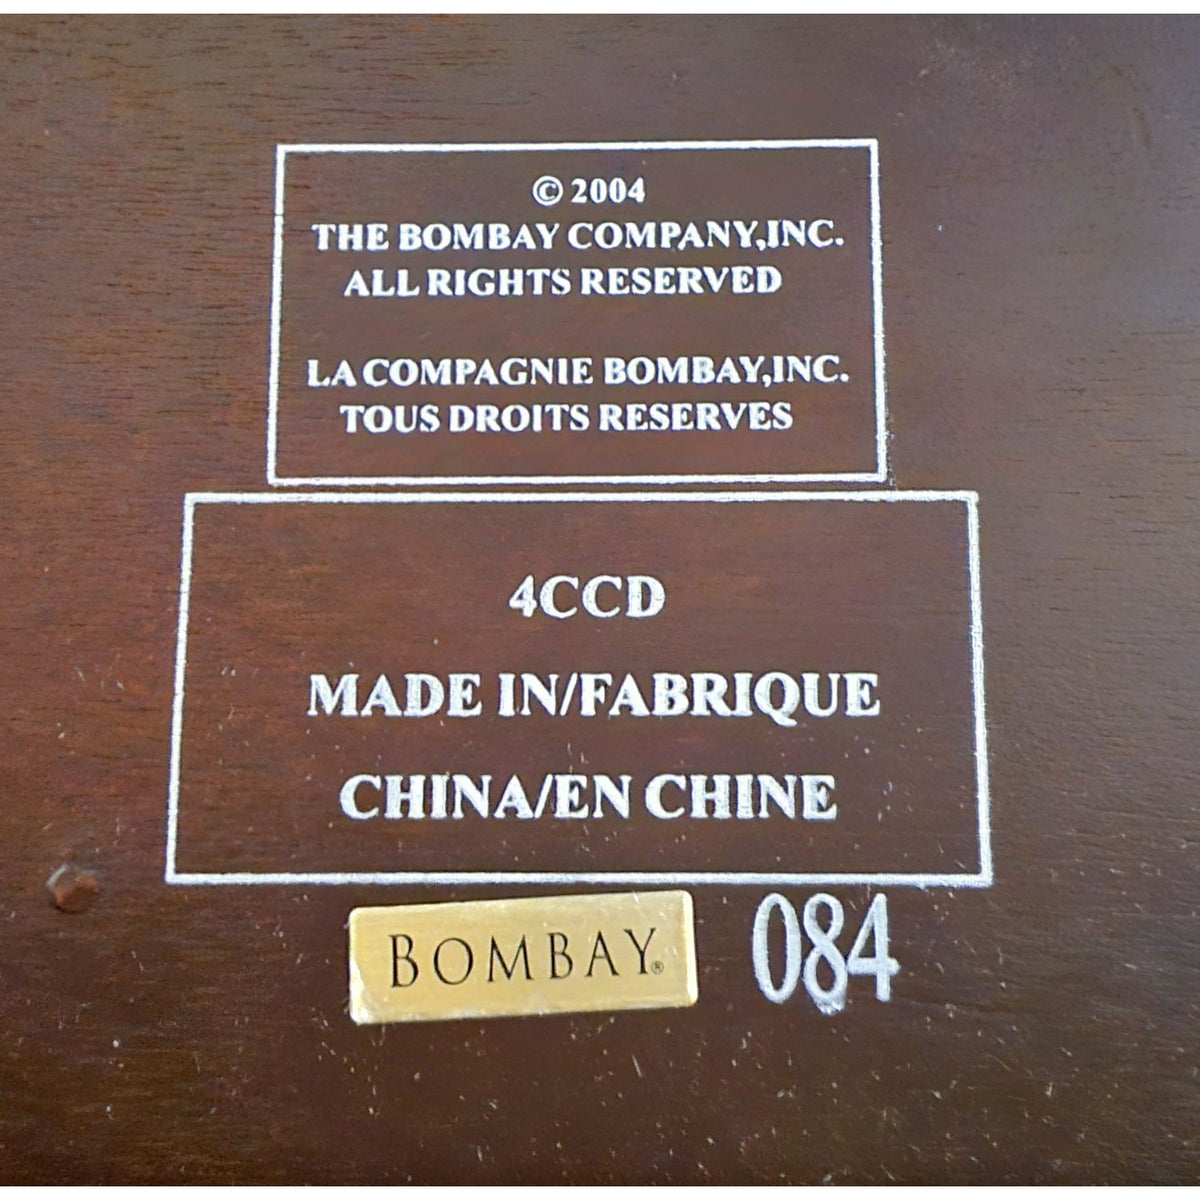 © 2004
THE BOMBAY COMPANY,INC.
ALL RIGHTS RESERVED
LA COMPAGNIE BOMBAY,INC.
TOUS DROITS RESERVES
4CCD
MADE IN/FABRIQUE
CHINA/EN CHINE
BOMBAY® 084